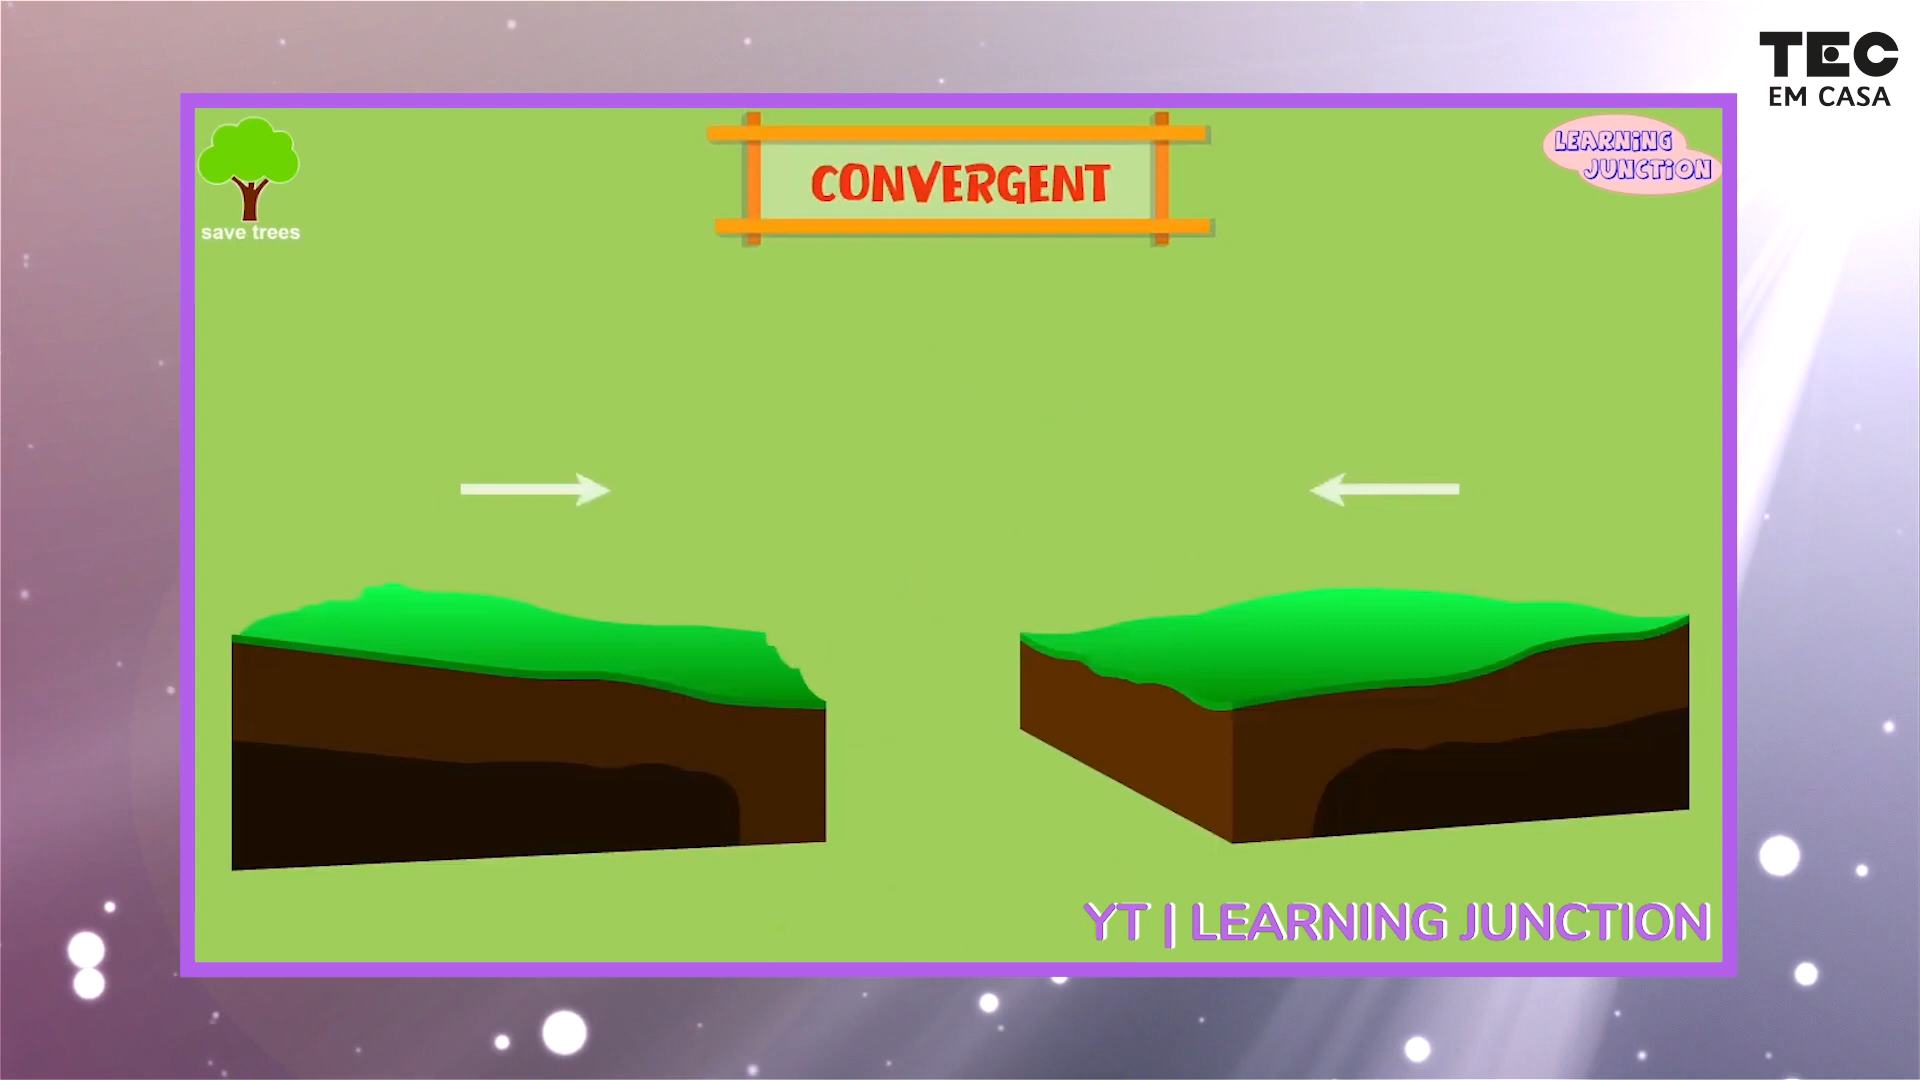 TEC
EM CASA
CONVERGENT
LEARNING
JUNCTION
save trees
YT | LEARNING JUNCTION